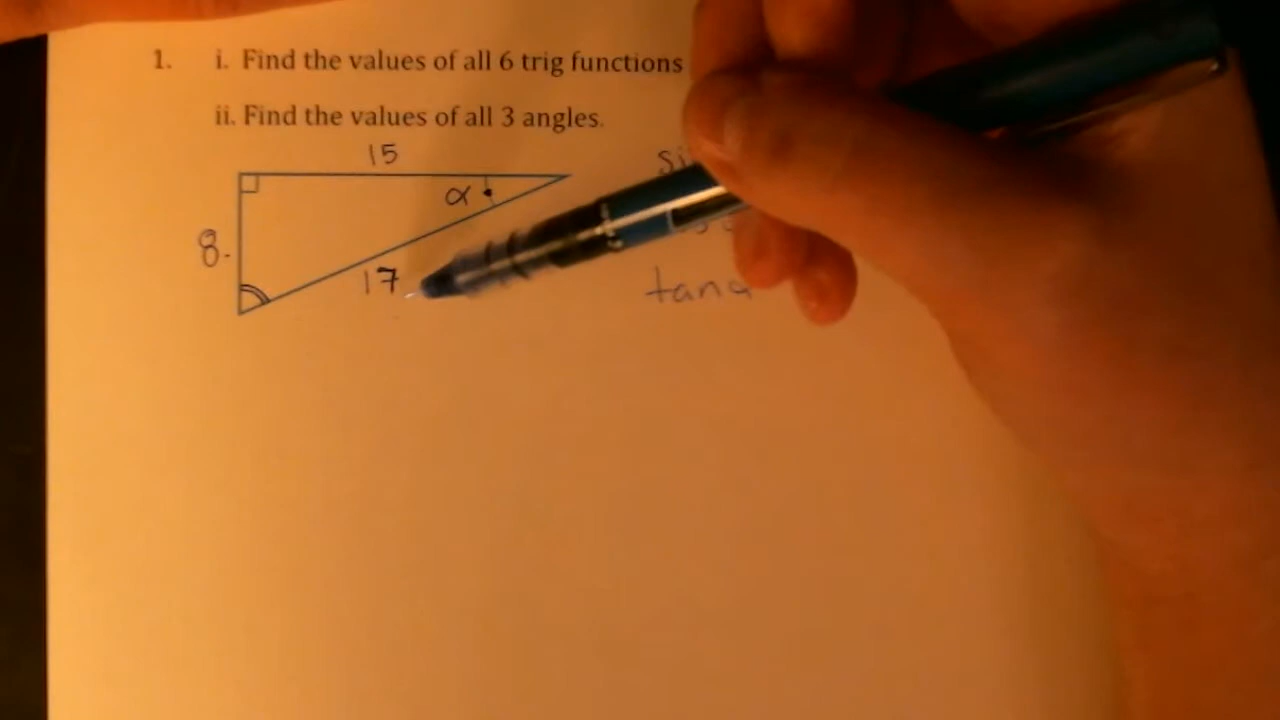 1. i. Find the values of all 6 trig functions
ii. Find the values of all 3 angles.
15
α
8
17
tanα